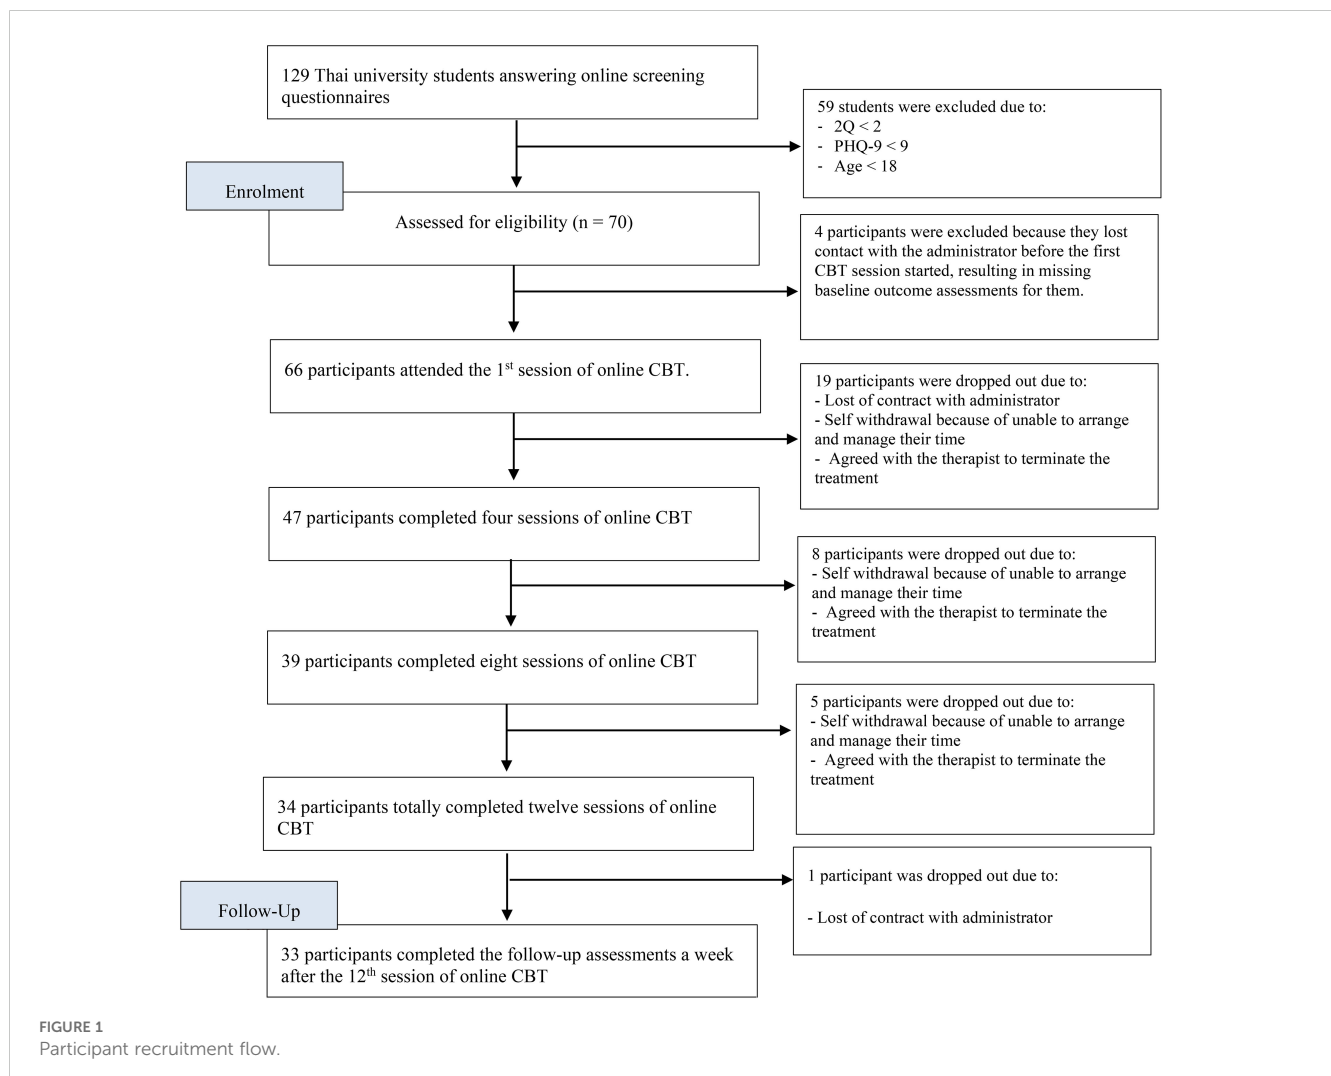 129 Thai university students answering online screening
questionnaires
59 students were excluded due to:
- 2Q < 2
- PHQ-9 < 9
- Age < 18
Enrolment
Assessed for eligibility (n = 70)
4 participants were excluded because they lost
contact with the administrator before the first
CBT session started, resulting in missing
baseline outcome assessments for them.
66 participants attended the 1st session of online CBT.
19 participants were dropped out due to:
- Lost of contract with administrator
- Self withdrawal because of unable to arrange
and manage their time
- Agreed with the therapist to terminate the
treatment
47 participants completed four sessions of online CBT
8 participants were dropped out due to:
- Self withdrawal because of unable to arrange
and manage their time
- Agreed with the therapist to terminate the
treatment
39 participants completed eight sessions of online CBT
5 participants were dropped out due to:
- Self withdrawal because of unable to arrange
and manage their time
- Agreed with the therapist to terminate the
treatment
34 participants totally completed twelve sessions of online
CBT
1 participant was dropped out due to:
- Lost of contract with administrator
Follow-Up
33 participants completed the follow-up assessments a week
after the 12th session of online CBT
FIGURE 1
Participant recruitment flow.